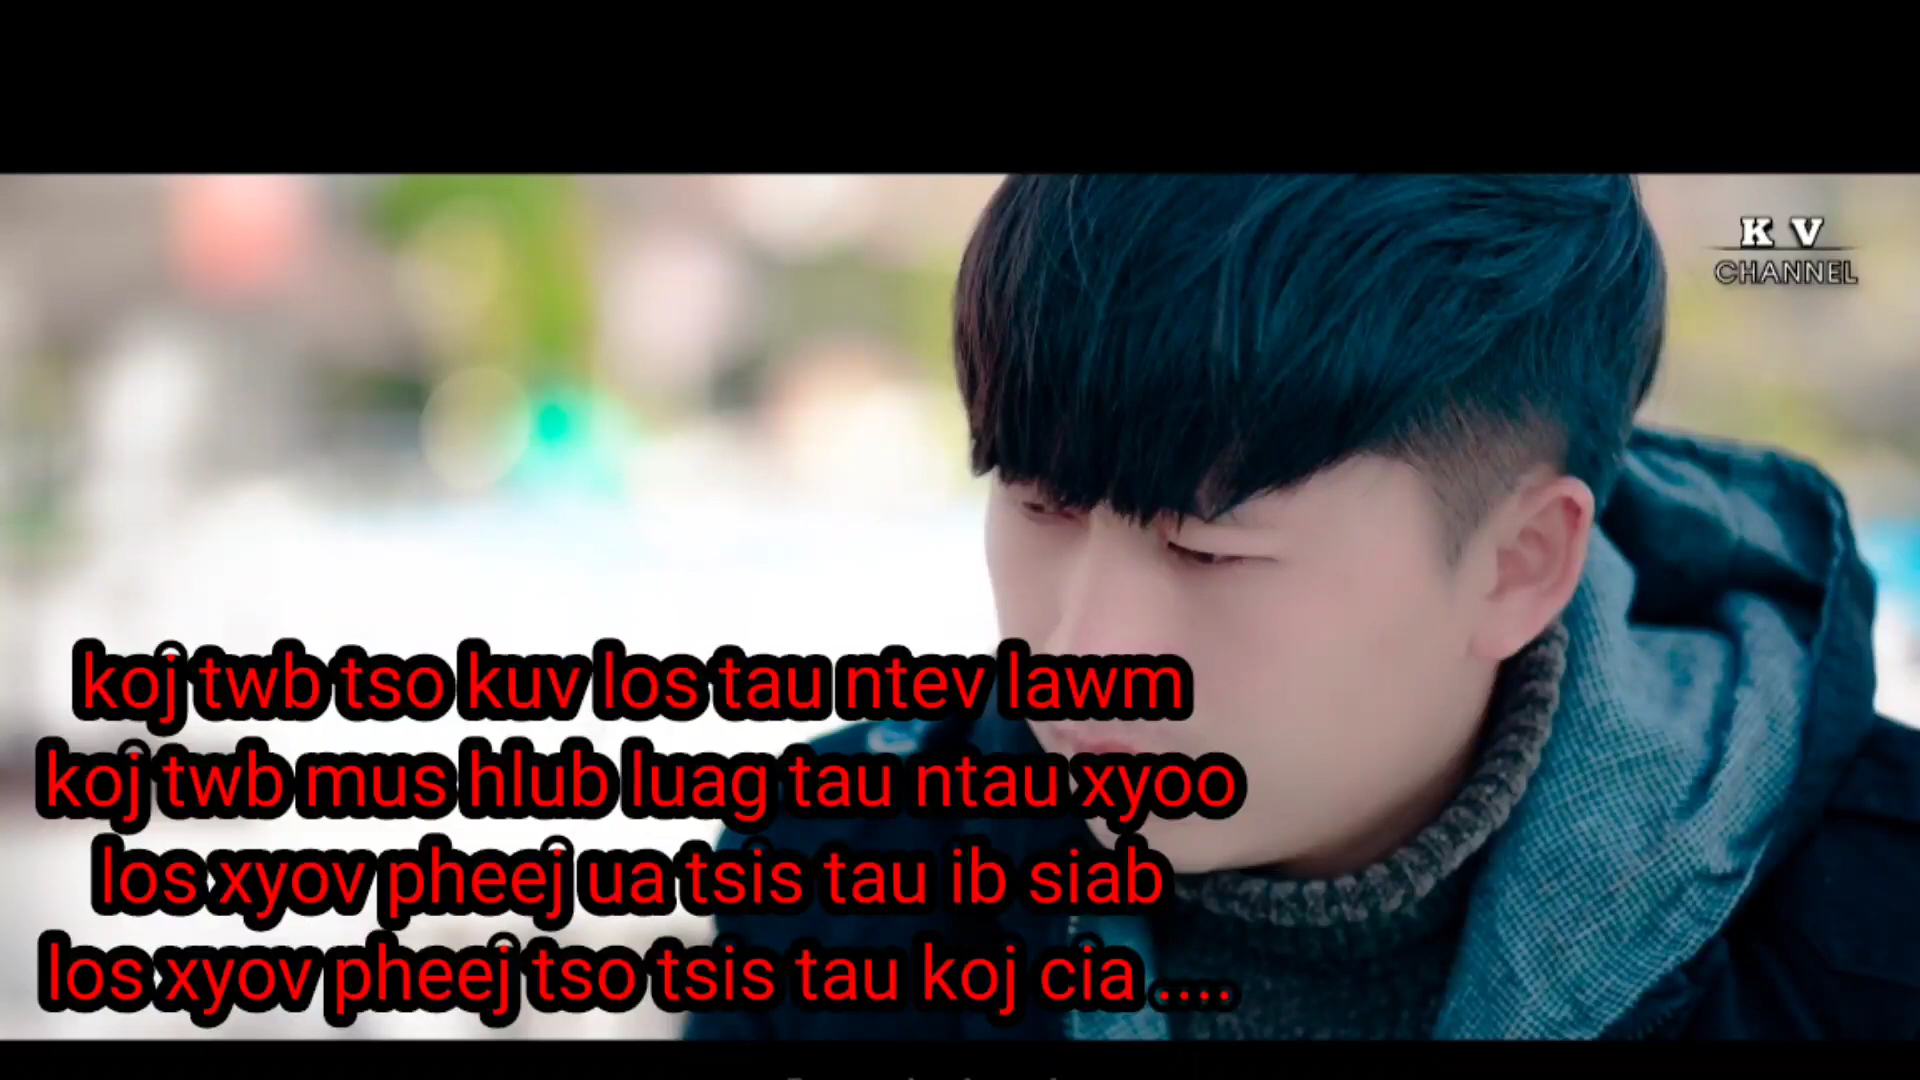 K V
CHANNEL
koj twb tso kuv los tau ntev lawm
koj twb mus hlub luag tau ntau xyoo
los xyov pheej ua tsis tau ib siab
los xyov pheej tso tsis tau koj cia ....